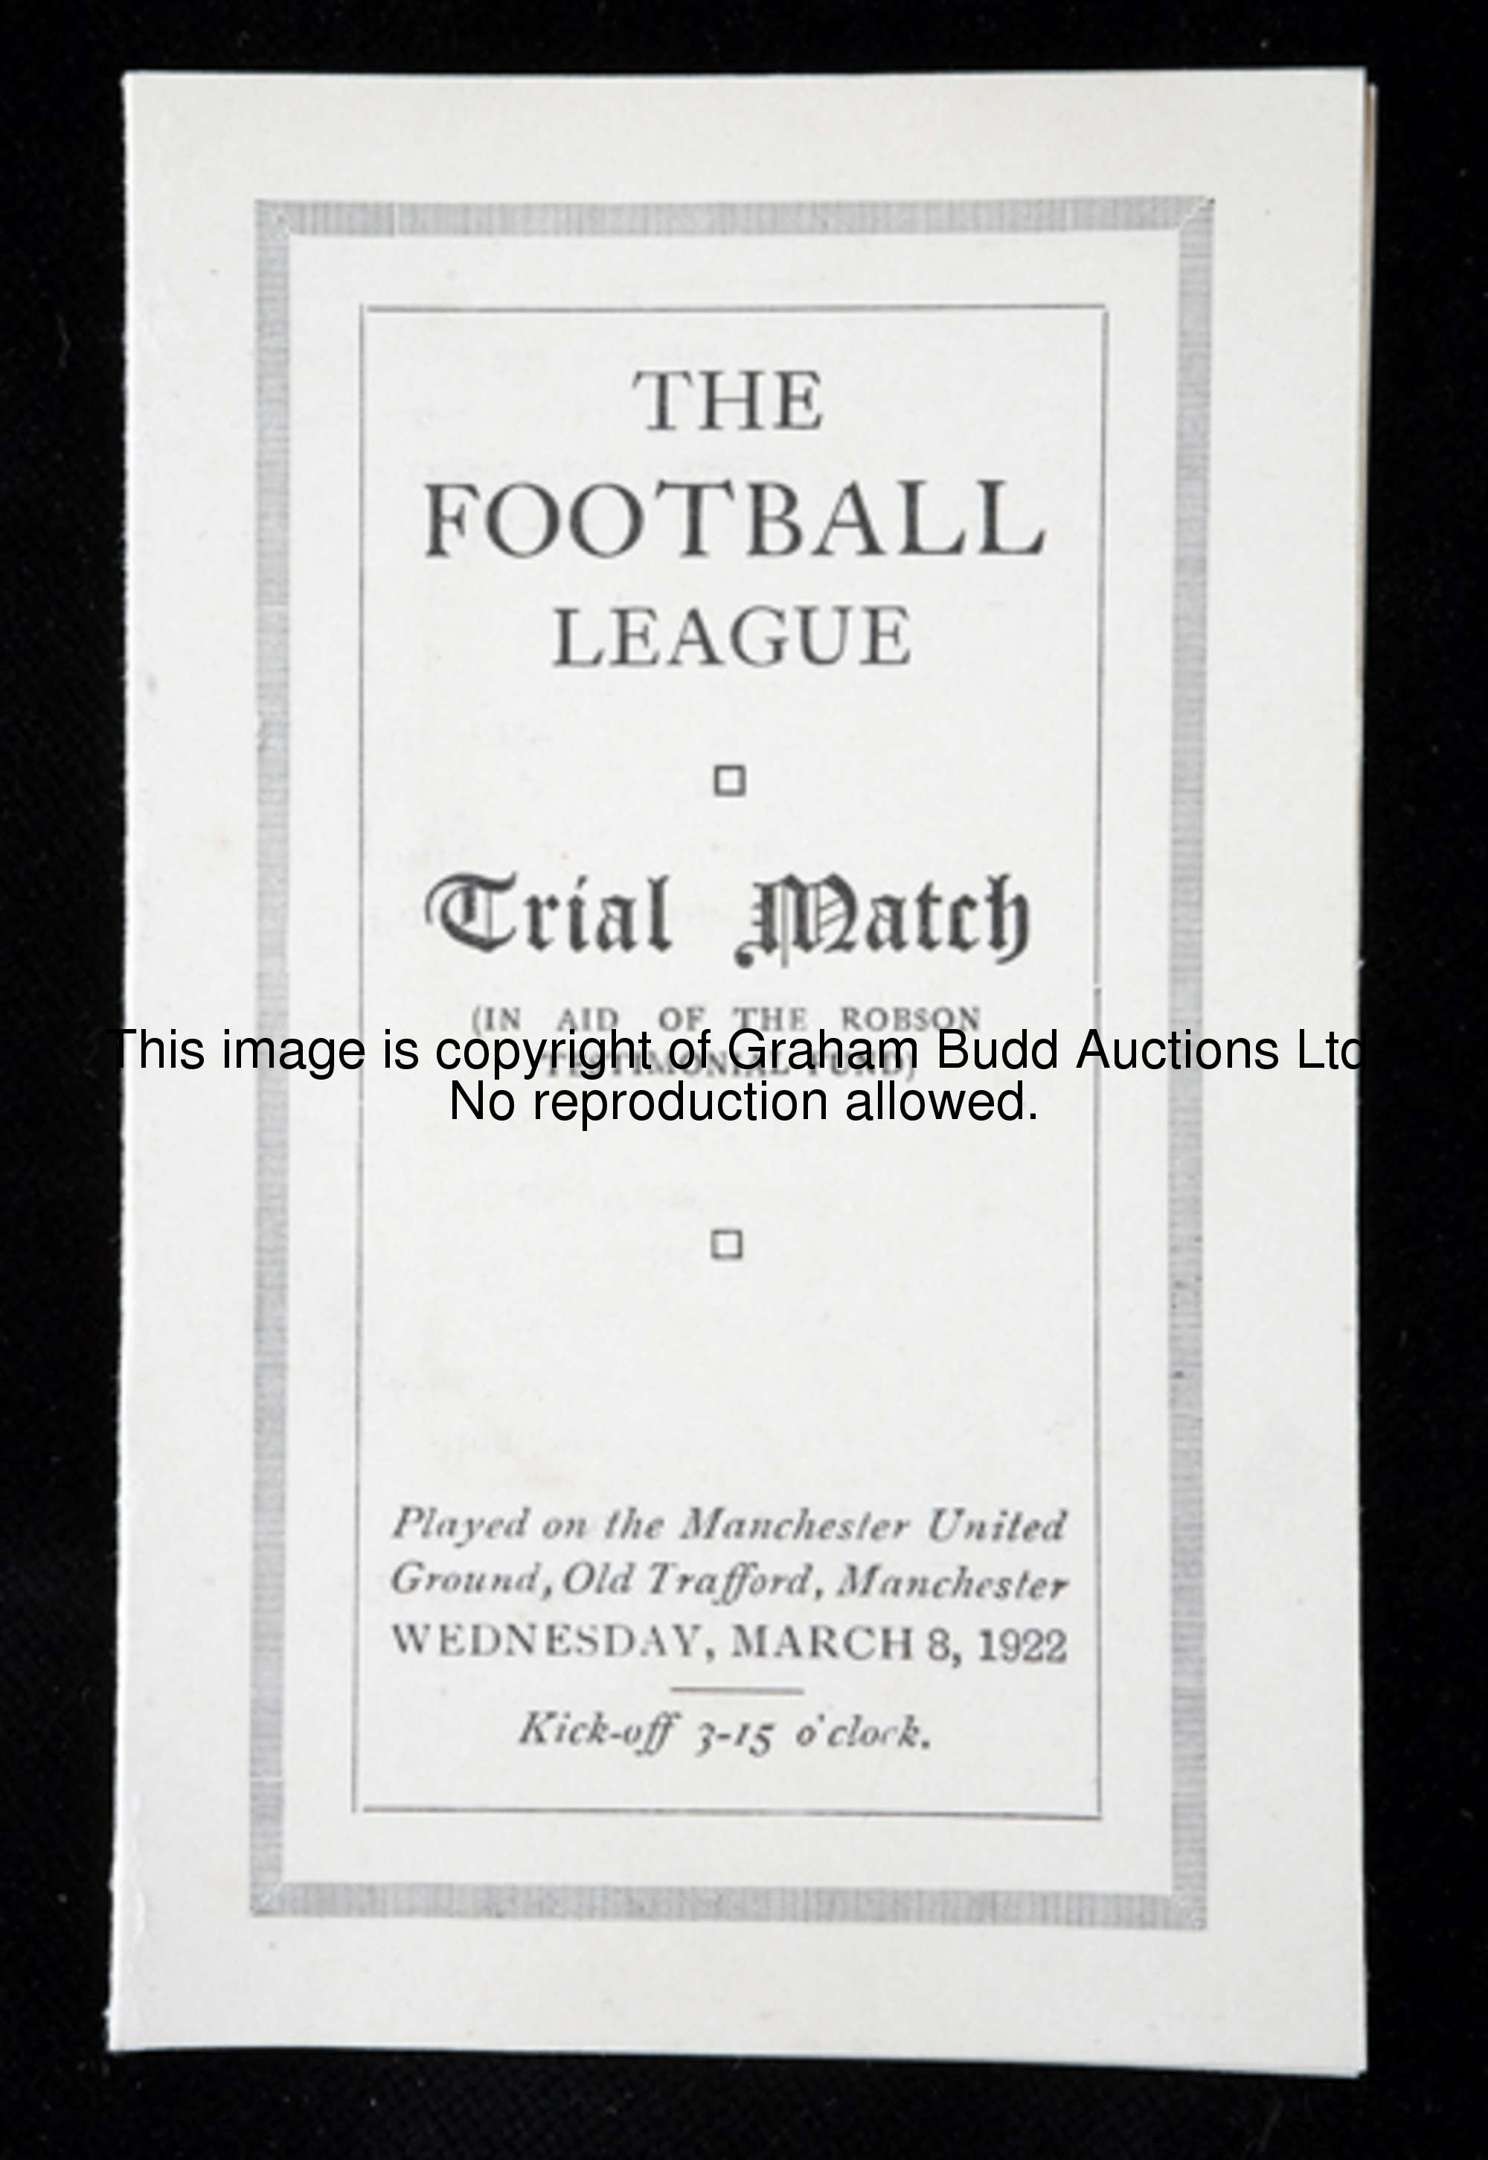 THE
FOOTBALL
LEAGUE
Trial Match
(IN AID OF THE ROBSON
TESTIMONIAL FUND)
This image is copyright of Graham Budd Auctions Ltd
No reproduction allowed.
Played on the Manchester United
Ground, Old Trafford, Manchester
WEDNESDAY, MARCH 8, 1922
Kick-off 3-15 o'clock.